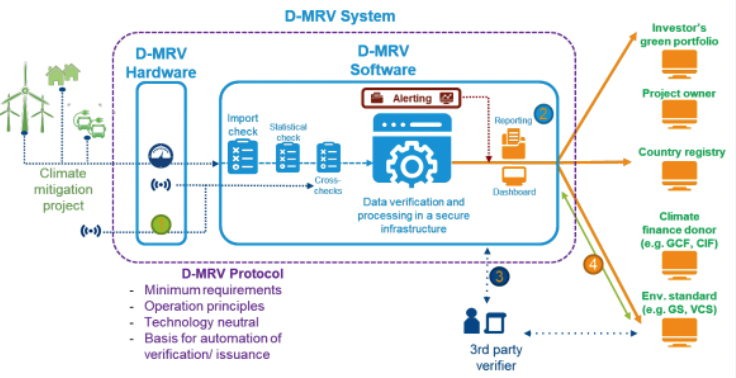 D-MRV System
D-MRV
Hardware
D-MRV
Software
Investor's
green portfolio
Alerting
Import
check
Statistical
check
Cross-
checks
Reporting
2
Dashboard
Project owner
Country registry
Climate
mitigation
project
Data verification and
processing in a secure
infrastructure
Climate
finance donor
(e.g. GCF, CIF)
D-MRV Protocol
- Minimum requirements
- Operation principles
- Technology neutral
- Basis for automation of
verification/ issuance
3
4
Env. standard
(e.g. GS, VCS)
3rd party
verifier